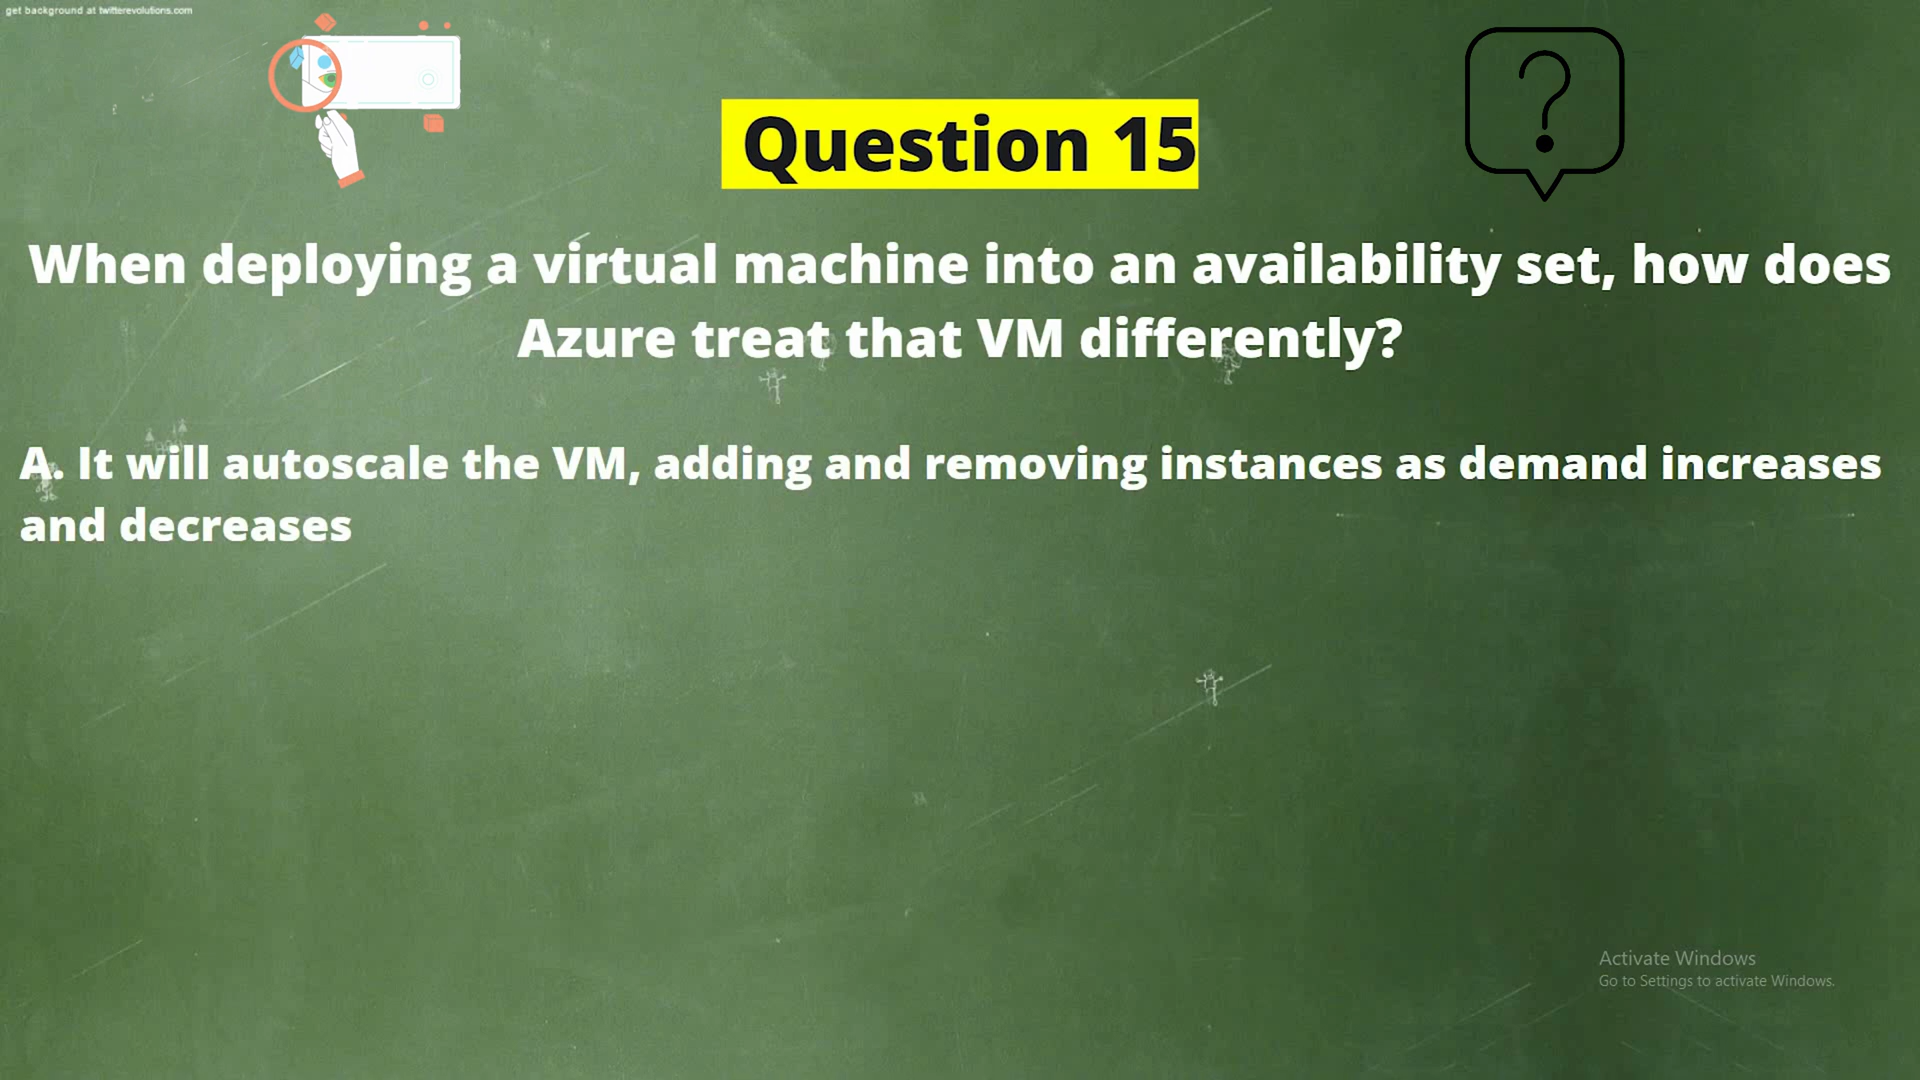 get background at twitterevolutions.com
Question 15
When deploying a virtual machine into an availability set, how does
Azure treat that VM differently?
A. It will autoscale the VM, adding and removing instances as demand increases
and decreases
Activate Windows
Go to Settings to activate Windows.